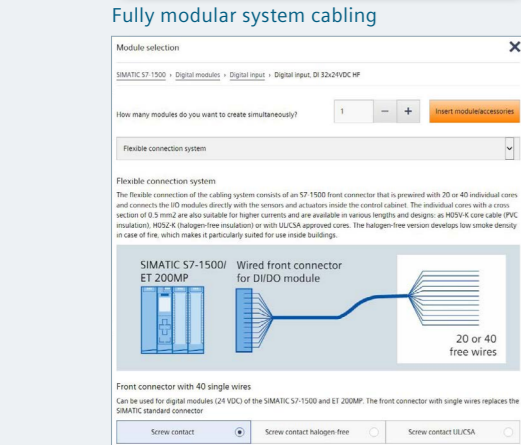 Fully modular system cabling
Module selection
SIMATIC S7-1500 › Digital modules › Digital input › Digital input, DI 32x24VDC HF
How many modules do you want to create simultaneously?
1
Insert module/accessories
Flexible connection system
Flexible connection system
The flexible connection of the cabling system consists of an S7-1500 front connector that is prewired with 20 or 40 individual cores
and connects the I/O modules directly with the sensors and actuators inside the control cabinet. The individual cores with a cross
section of 0.5 mm2 are also suitable for higher currents and are available in various lengths and designs: as H05V-K core cable (PVC
insulation), H05Z-K (halogen-free insulation) or with UL/CSA approved cores. The halogen-free version develops low smoke density
in case of fire, which makes it particularly suited for use inside buildings.
SIMATIC S7-1500/
ET 200MP
Wired front connector
for DI/DO module
20 or 40
free wires
Front connector with 40 single wires
Can be used for digital modules (24 VDC) of the SIMATIC S7-1500 and ET 200MP. The front connector with single wires replaces the
SIMATIC standard connector
Screw contact
Screw contact halogen-free
Screw contact UL/CSA